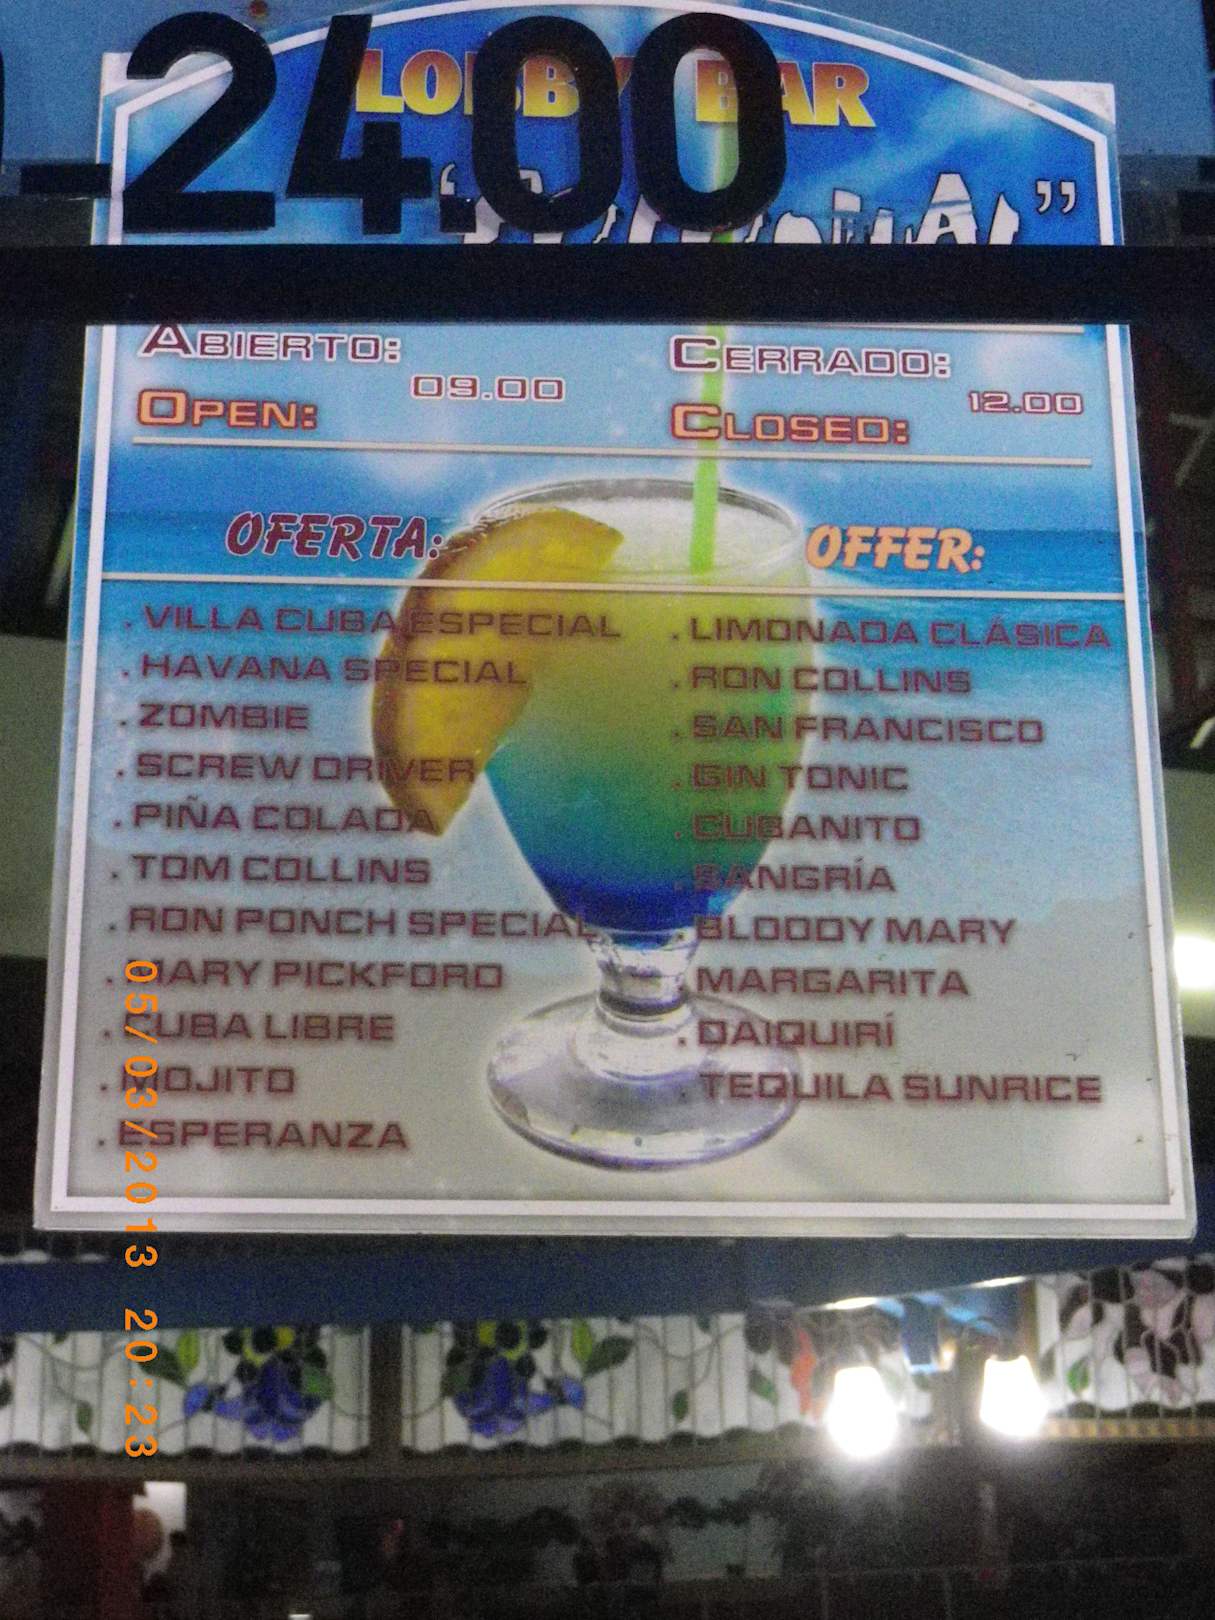 -24.00
LOBBY BAR
ABIERTO: 09.00
OPEN:
CERRADO: 12.00
CLOSED:
OFERTA:
. VILLA CUBA ESPECIAL
. HAVANA SPECIAL
. ZOMBIE
. SCREW DRIVER
. PIÑA COLADA
. TOM COLLINS
. RON PONCH SPECIAL
. MARY PICKFORD
. CUBA LIBRE
. MOJITO
. ESPERANZA
OFFER:
. LIMONADA CLÁSICA
. RON COLLINS
. SAN FRANCISCO
. GIN TONIC
. CUBANITO
. SANGRÍA
. BLOODY MARY
. MARGARITA
. DAIQUIRÍ
. TEQUILA SUNRICE
05/03/2013 20:23